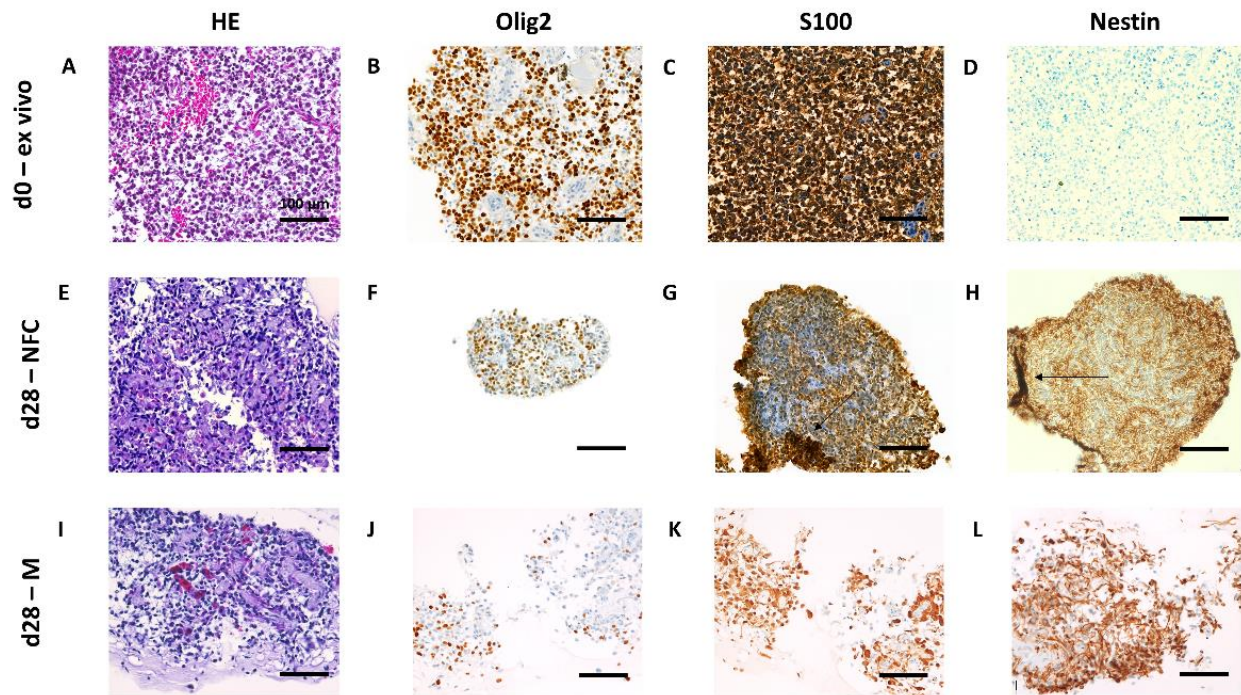 HE Olig2 S100 Nestin
d0 – ex vivo
A B C D
100 µm
d28 – NFC
E F G H
d28 – M
I J K L